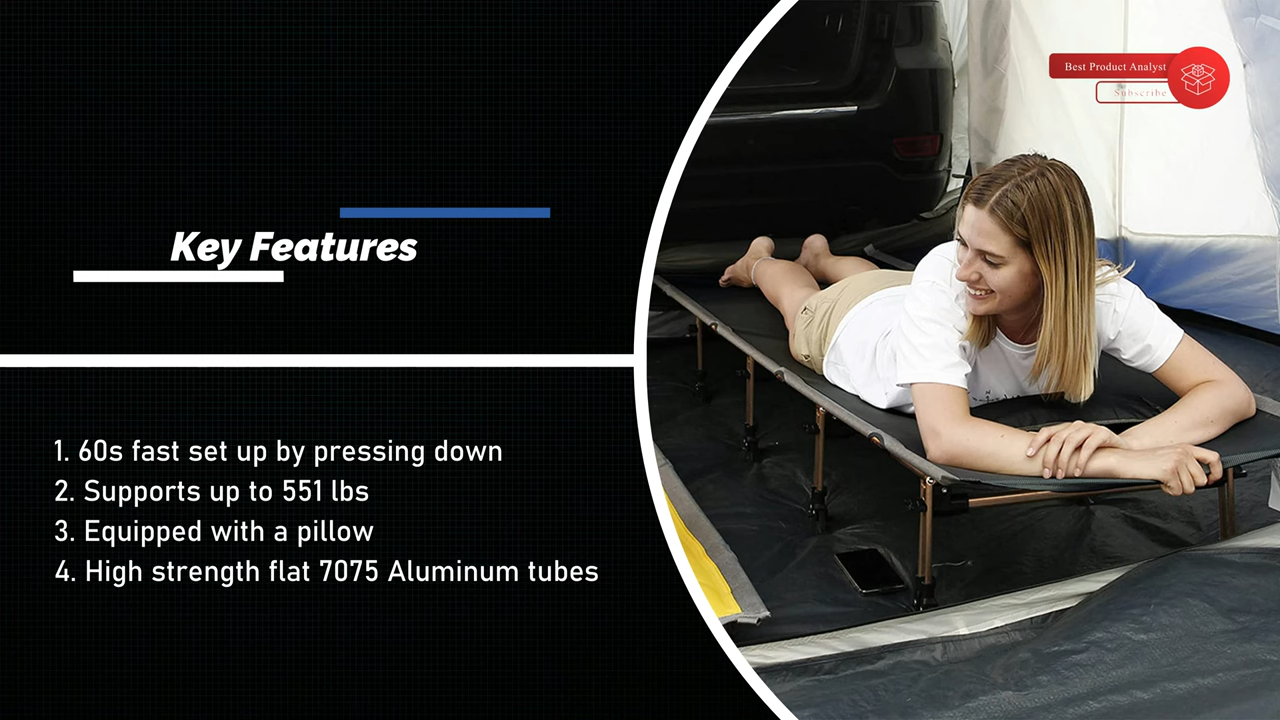 Best Product Analyst
Subscribe
Key Features
1. 60s fast set up by pressing down
2. Supports up to 551 lbs
3. Equipped with a pillow
4. High strength flat 7075 Aluminum tubes